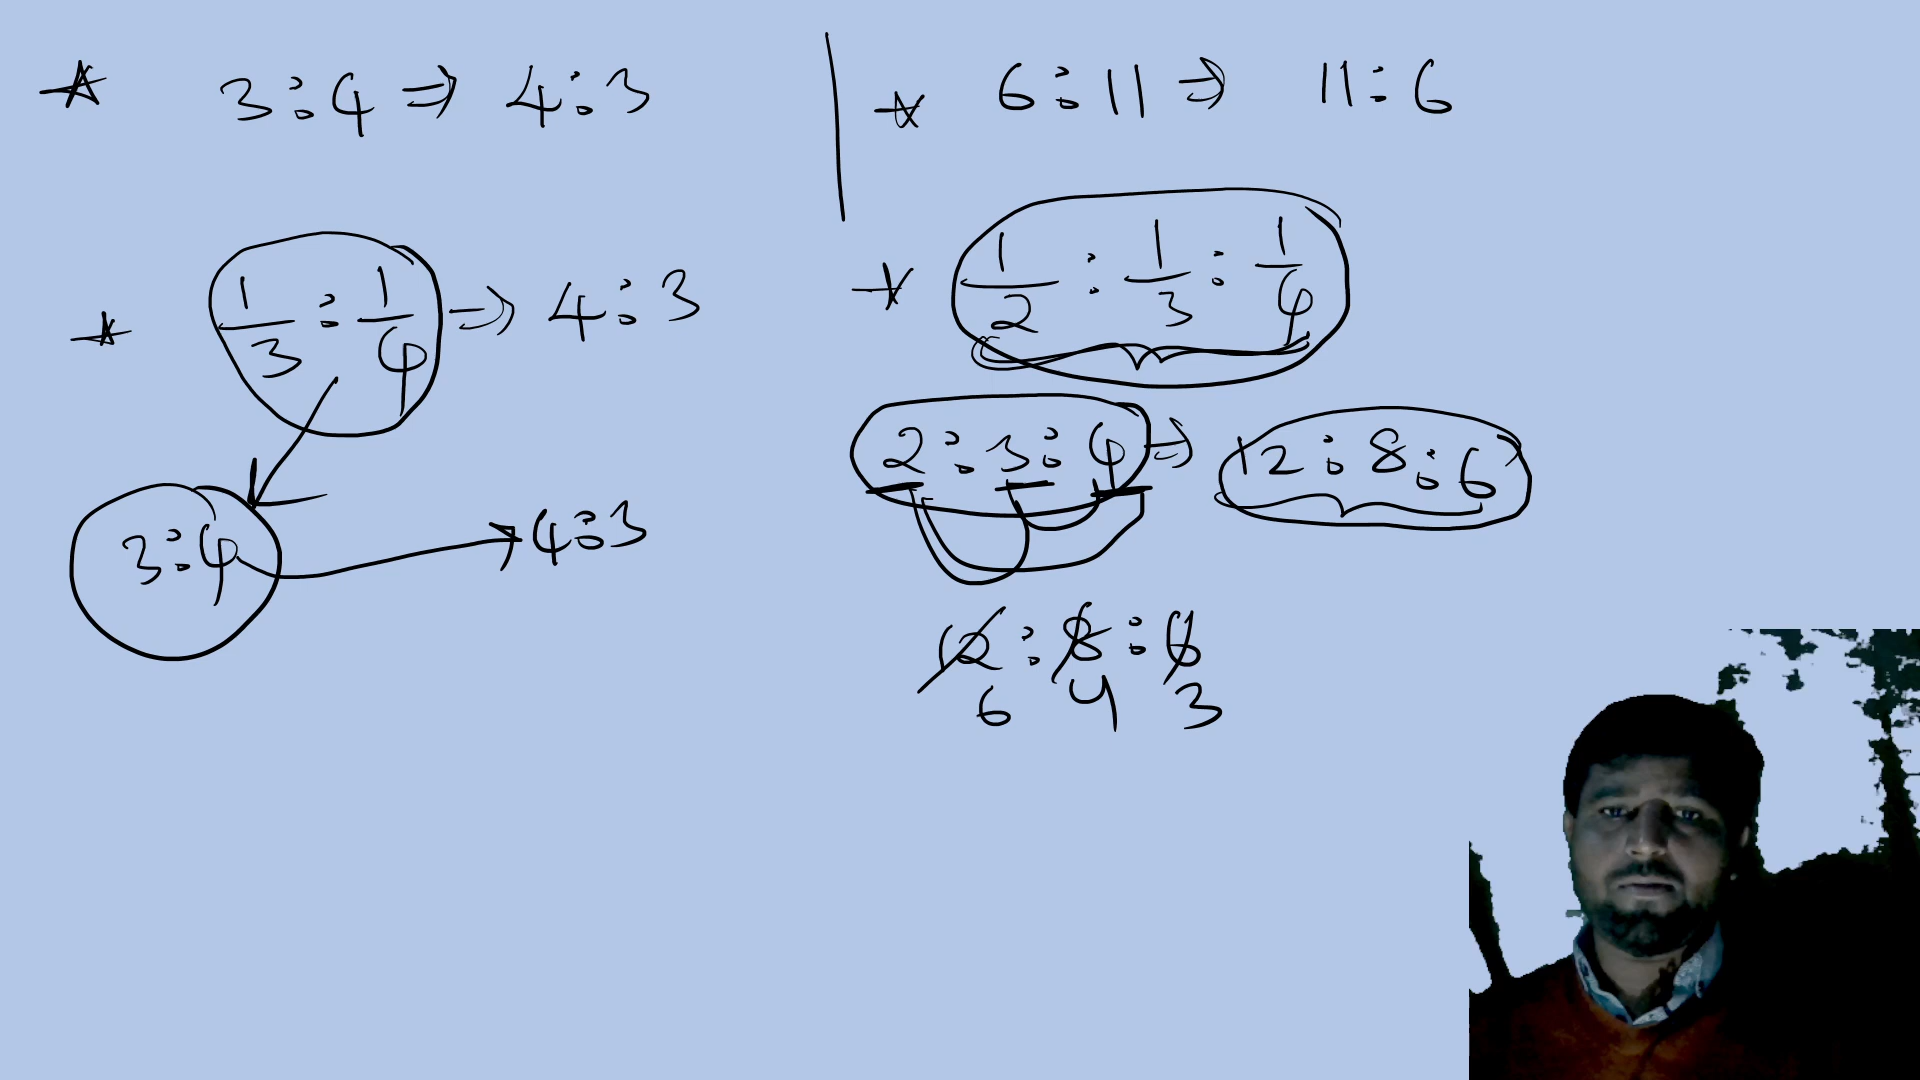 3:4 ⇒ 4:3
6:11 ⇒ 11:6
1/3 : 1/4 ⇒ 4:3
1/2 : 1/3 : 1/4
2:3:4 ⇒ 12:8:6
3:4 → 4:3
12:8:6
6 4 3